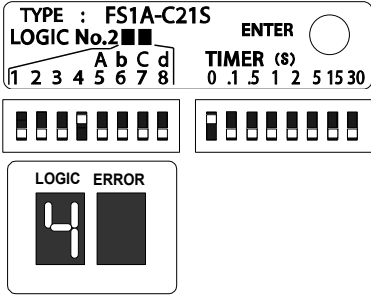 TYPE : FS1A-C21S
LOGIC No.2■■
ENTER
A b C d
1 2 3 4 5 6 7 8
TIMER (S)
0 .1 .5 1 2 5 15 30
LOGIC ERROR
4